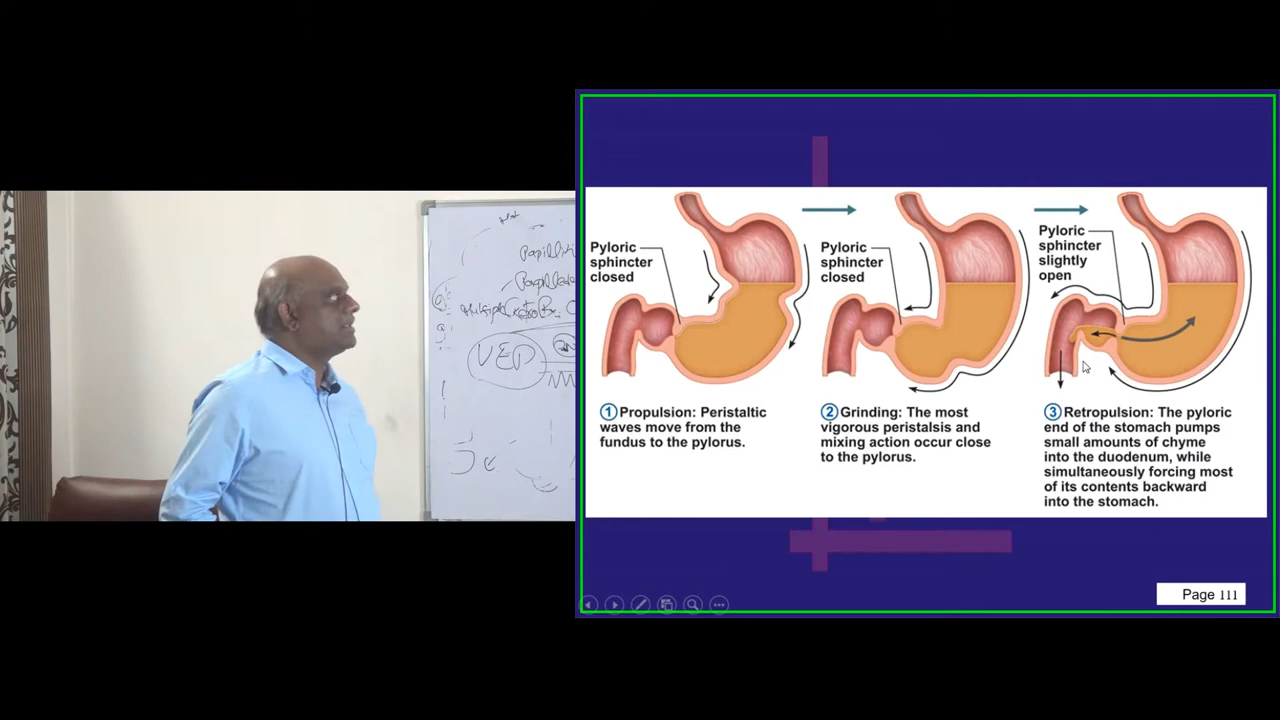 Pyloric
sphincter
closed
Pyloric
sphincter
closed
Pyloric
sphincter
slightly
open
1 Propulsion: Peristaltic
waves move from the
fundus to the pylorus.
2 Grinding: The most
vigorous peristalsis and
mixing action occur close
to the pylorus.
3 Retropulsion: The pyloric
end of the stomach pumps
small amounts of chyme
into the duodenum, while
simultaneously forcing most
of its contents backward
into the stomach.
Page 111
VEP